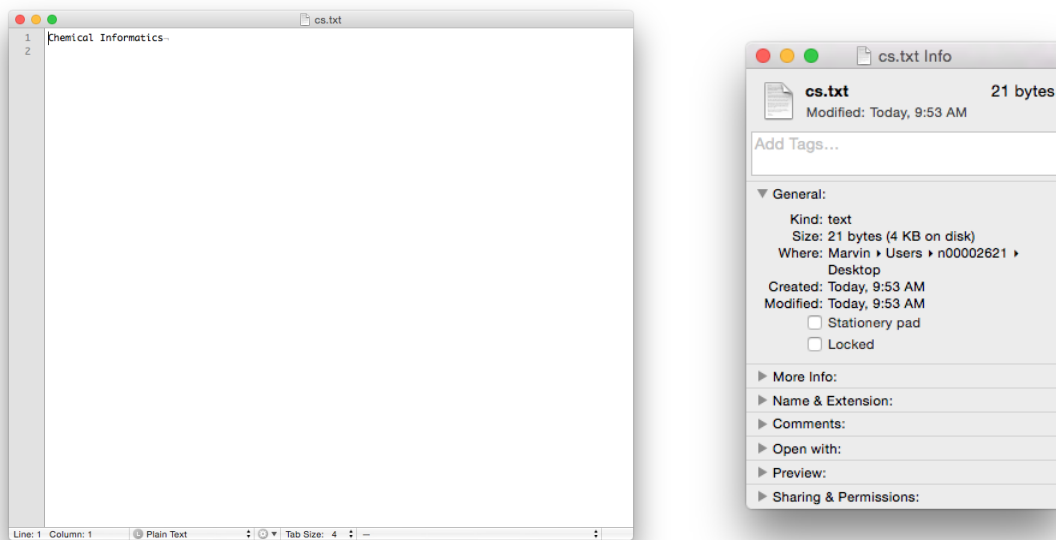 cs.txt
1 Chemical Informatics¬
2
Line: 1 Column: 1 L Plain Text Tab Size: 4 —
cs.txt Info
cs.txt 21 bytes
Modified: Today, 9:53 AM
Add Tags...
General:
Kind: text
Size: 21 bytes (4 KB on disk)
Where: Marvin ▸ Users ▸ n00002621 ▸
Desktop
Created: Today, 9:53 AM
Modified: Today, 9:53 AM
Stationery pad
Locked
More Info:
Name & Extension:
Comments:
Open with:
Preview:
Sharing & Permissions: